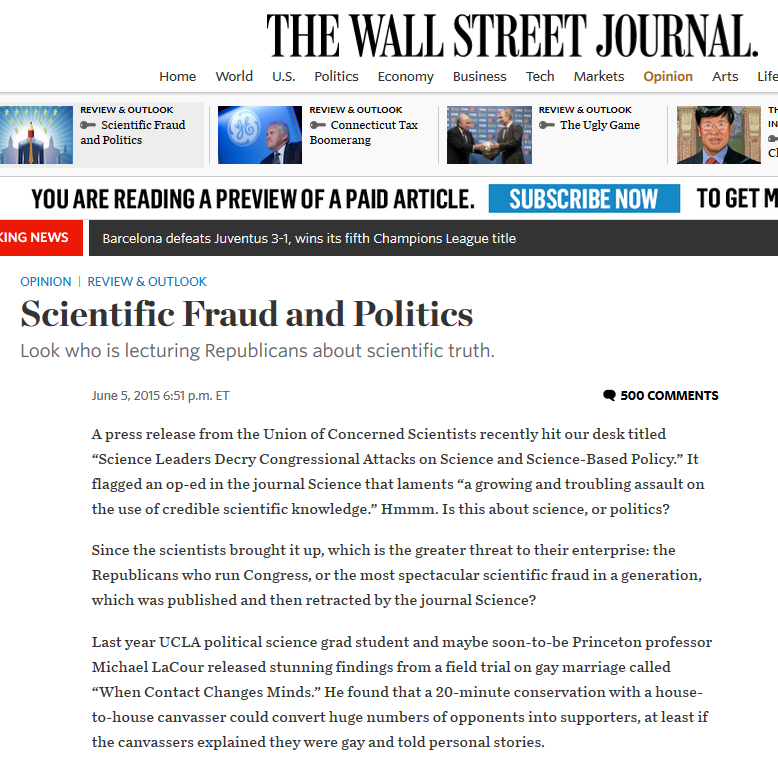 THE WALL STREET JOURNAL.
Home World U.S. Politics Economy Business Tech Markets Opinion Arts Life
REVIEW & OUTLOOK
Scientific Fraud
and Politics
REVIEW & OUTLOOK
Connecticut Tax
Boomerang
REVIEW & OUTLOOK
The Ugly Game
YOU ARE READING A PREVIEW OF A PAID ARTICLE. SUBSCRIBE NOW TO GET M
KING NEWS Barcelona defeats Juventus 3-1, wins its fifth Champions League title
OPINION | REVIEW & OUTLOOK
Scientific Fraud and Politics
Look who is lecturing Republicans about scientific truth.
June 5, 2015 6:51 p.m. ET 500 COMMENTS
A press release from the Union of Concerned Scientists recently hit our desk titled
“Science Leaders Decry Congressional Attacks on Science and Science-Based Policy.” It
flagged an op-ed in the journal Science that laments “a growing and troubling assault on
the use of credible scientific knowledge.” Hmmm. Is this about science, or politics?
Since the scientists brought it up, which is the greater threat to their enterprise: the
Republicans who run Congress, or the most spectacular scientific fraud in a generation,
which was published and then retracted by the journal Science?
Last year UCLA political science grad student and maybe soon-to-be Princeton professor
Michael LaCour released stunning findings from a field trial on gay marriage called
“When Contact Changes Minds.” He found that a 20-minute conservation with a house-
to-house canvasser could convert huge numbers of opponents into supporters, at least if
the canvassers explained they were gay and told personal stories.